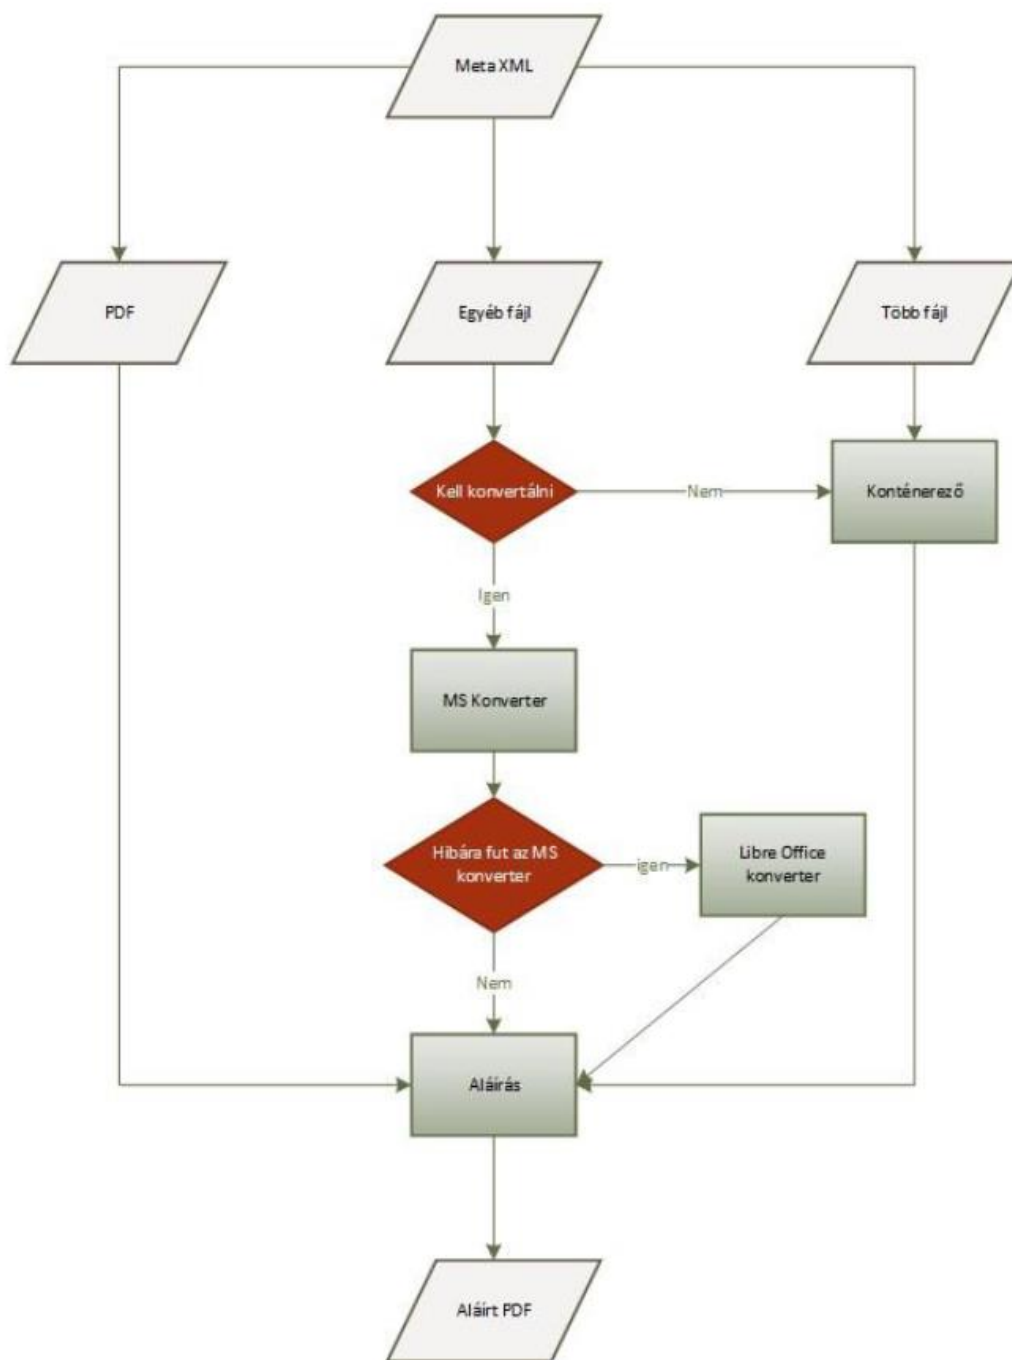 Meta XML
PDF
Egyéb fájl
Több fájl
Kell konvertálni
Nem
Konténerező
Igen
MS Konverter
Hibára fut az MS
konverter
igen
Libre Office
konverter
Nem
Aláírás
Aláírt PDF